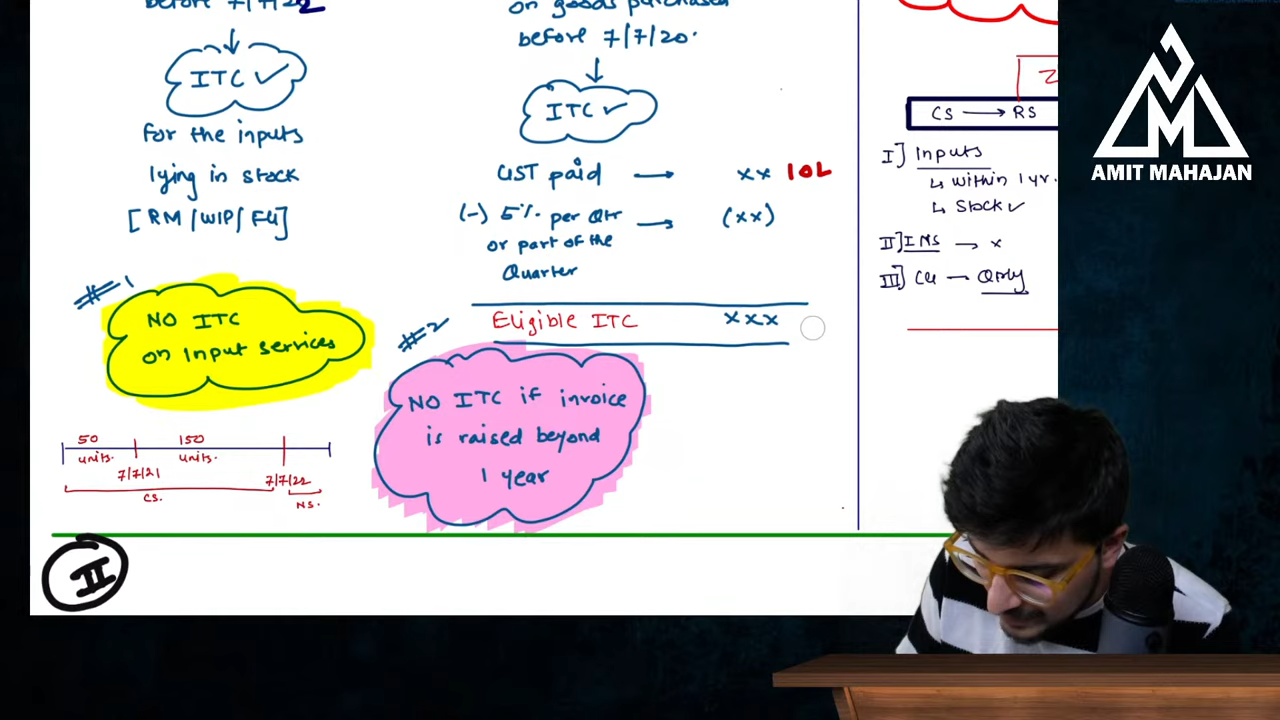 before 7/7/22
ITC ✓
for the inputs
lying in stock
[RM/WIP/FG]
#1
NO ITC
on input services
50
units.
150
units.
7/7/21
7/7/22
CS.
NS.
II
on goods purchased
before 7/7/20.
ITC ✓
GST paid → xx 10L
(-) 5% per Qtr → (xx)
or part of the
Quarter
Eligible ITC xxx
#2
NO ITC if invoice
is raised beyond
1 year
CS → RS
I] Inputs
↳ within 1 yr.
↳ Stock ✓
II] INS → x
III] CG → Only
AMIT MAHAJAN